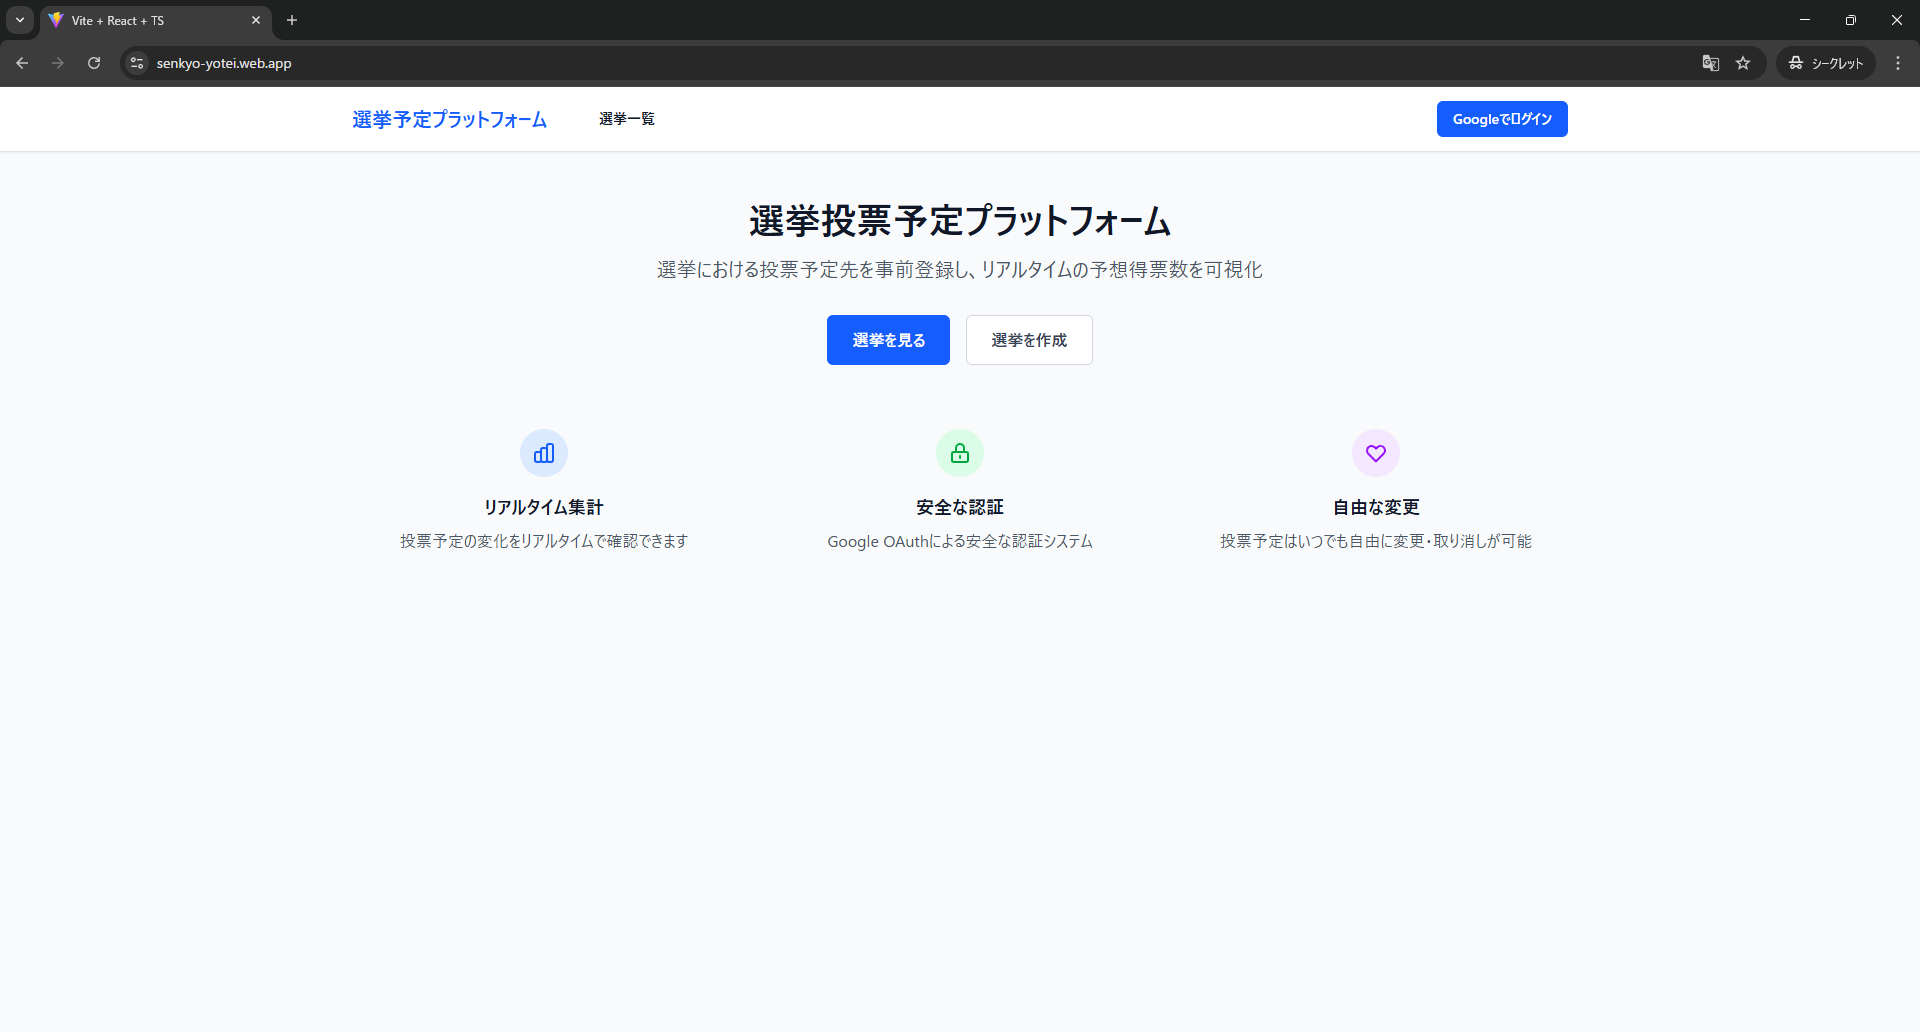 Vite + React + TS
senkyo-yotei.web.app
シークレット
選挙予定プラットフォーム
選挙一覧
Googleでログイン
選挙投票予定プラットフォーム
選挙における投票予定先を事前登録し、リアルタイムの予想得票数を可視化
選挙を見る
選挙を作成
リアルタイム集計
投票予定の変化をリアルタイムで確認できます
安全な認証
Google OAuthによる安全な認証システム
自由な変更
投票予定はいつでも自由に変更・取り消しが可能